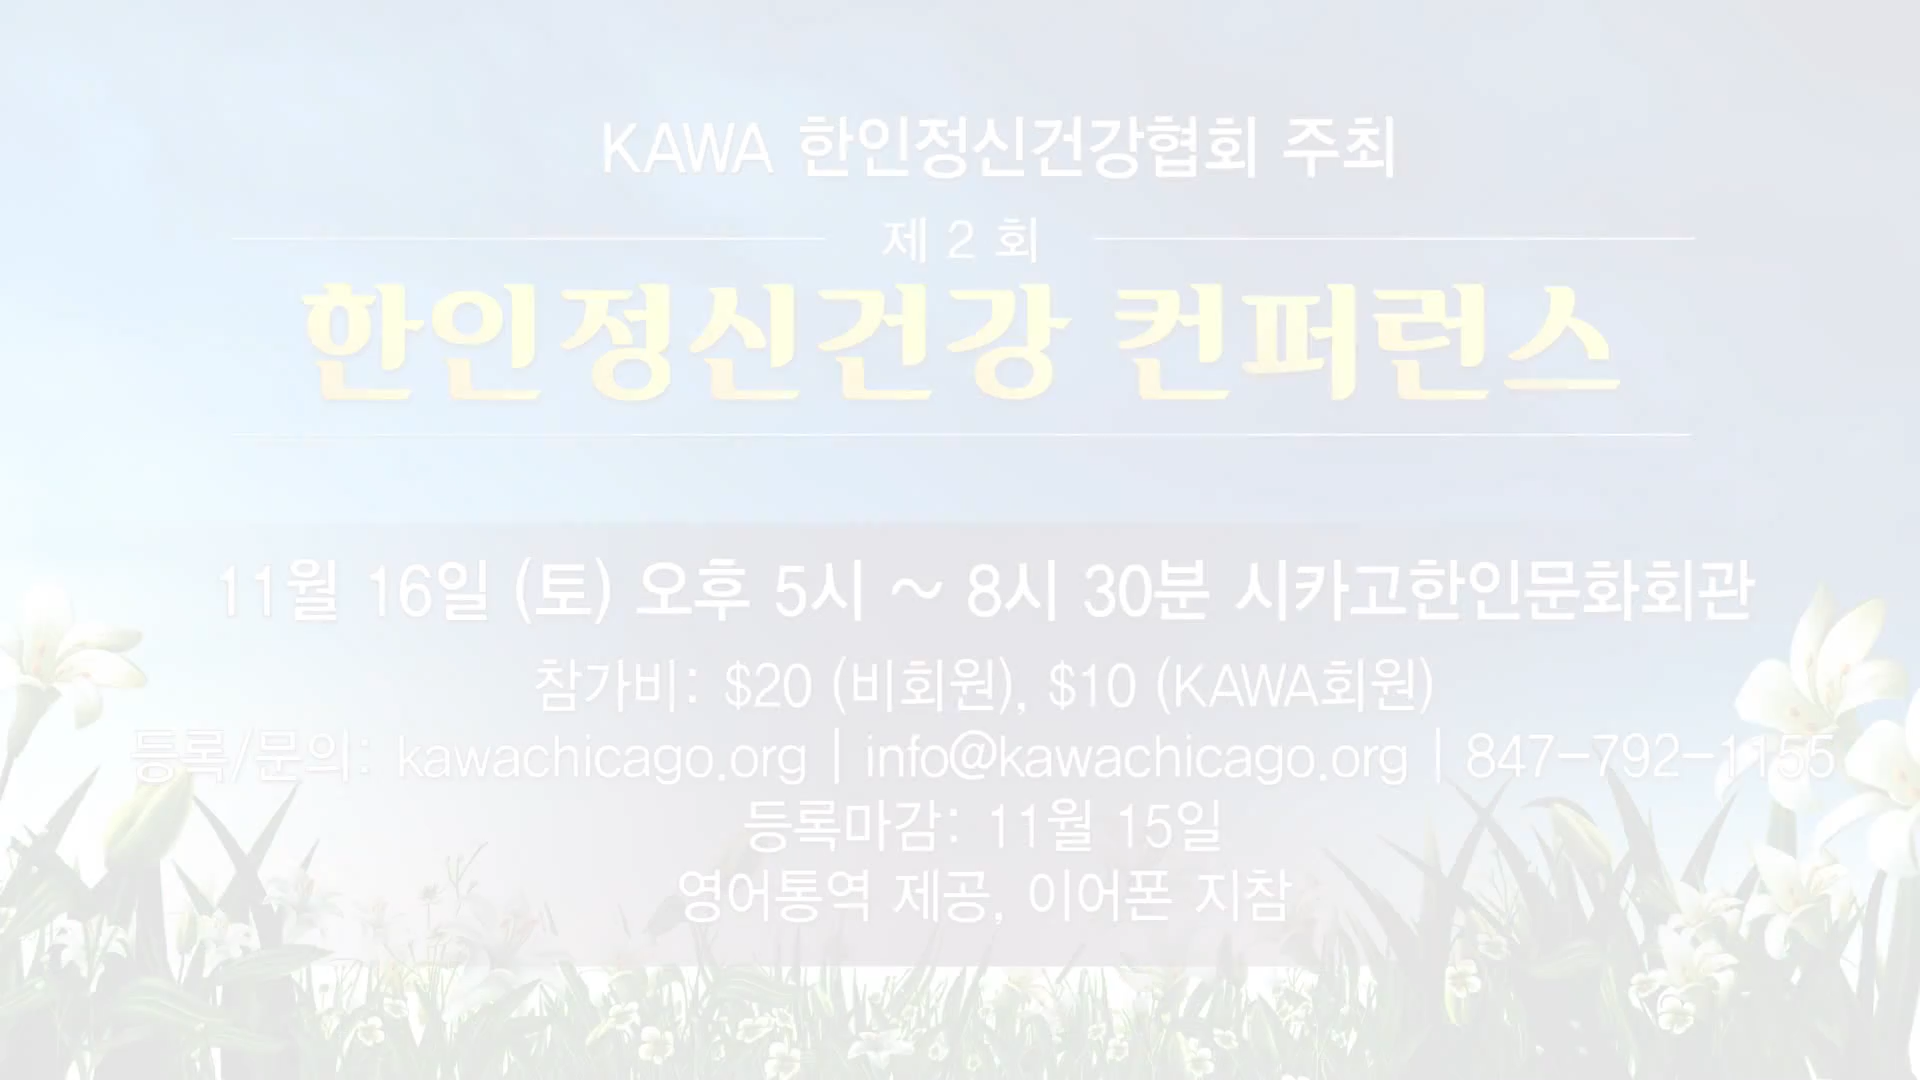 KAWA 한인정신건강협회 주최
제 2 회
한인정신건강 컨퍼런스
11월 16일 (토) 오후 5시 ~ 8시 30분 시카고한인문화회관
참가비: $20 (비회원), $10 (KAWA회원)
등록/문의: kawachicago.org | info@kawachicago.org | 847-792-1155
등록마감: 11월 15일
영어통역 제공, 이어폰 지참